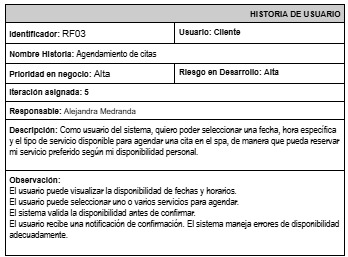 HISTORIA DE USUARIO
Identificador: RF03
Usuario: Cliente
Nombre Historia: Agendamiento de citas
Prioridad en negocio: Alta
Riesgo en Desarrollo: Alta
Iteración asignada: 5
Responsable: Alejandra Medranda
Descripción: Como usuario del sistema, quiero poder seleccionar una fecha, hora específica
y el tipo de servicio disponible para agendar una cita en el spa, de manera que pueda reservar
mi servicio preferido según mi disponibilidad personal.
Observación:
El usuario puede visualizar la disponibilidad de fechas y horarios.
El usuario puede seleccionar uno o varios servicios para agendar.
El sistema valida la disponibilidad antes de confirmar.
El usuario recibe una notificación de confirmación. El sistema maneja errores de disponibilidad
adecuadamente.